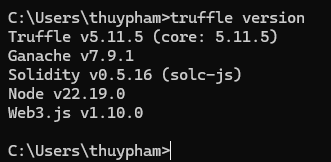 C:\Users\thuypham>truffle version
Truffle v5.11.5 (core: 5.11.5)
Ganache v7.9.1
Solidity v0.5.16 (solc-js)
Node v22.19.0
Web3.js v1.10.0
C:\Users\thuypham>